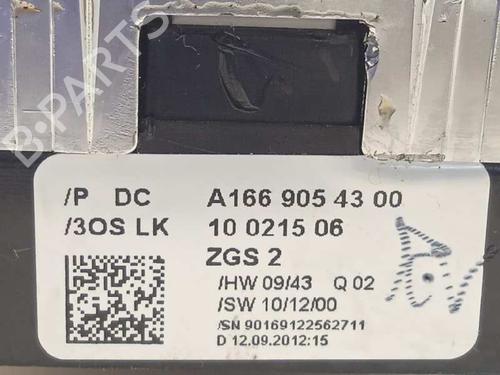 B-PARTS
/P DC A166 905 43 00
/3OS LK 10 0215 06
ZGS 2
/HW 09/43 Q 02
/SW 10/12/00
/SN 90169122562711
D 12.09.2012:15